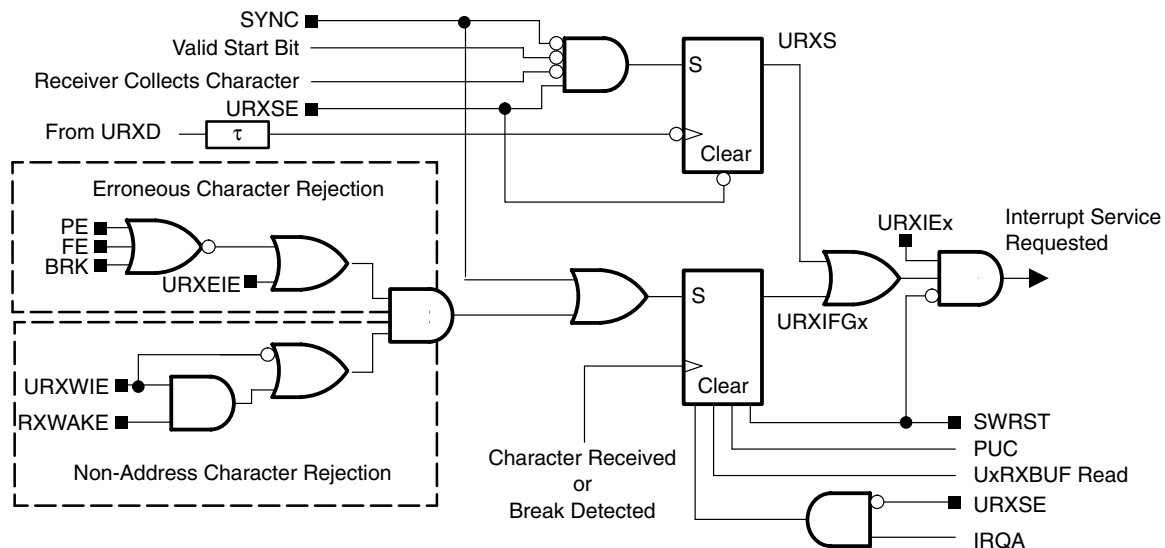 SYNC
Valid Start Bit
Receiver Collects Character
URXSE
From URXD
τ
S
URXS
Clear
Erroneous Character Rejection
PE
FE
BRK
URXEIE
URXIEx
Interrupt Service
Requested
S
URXIFGx
Clear
URXWIE
RXWAKE
Non-Address Character Rejection
Character Received
or
Break Detected
SWRST
PUC
UxRXBUF Read
URXSE
IRQA